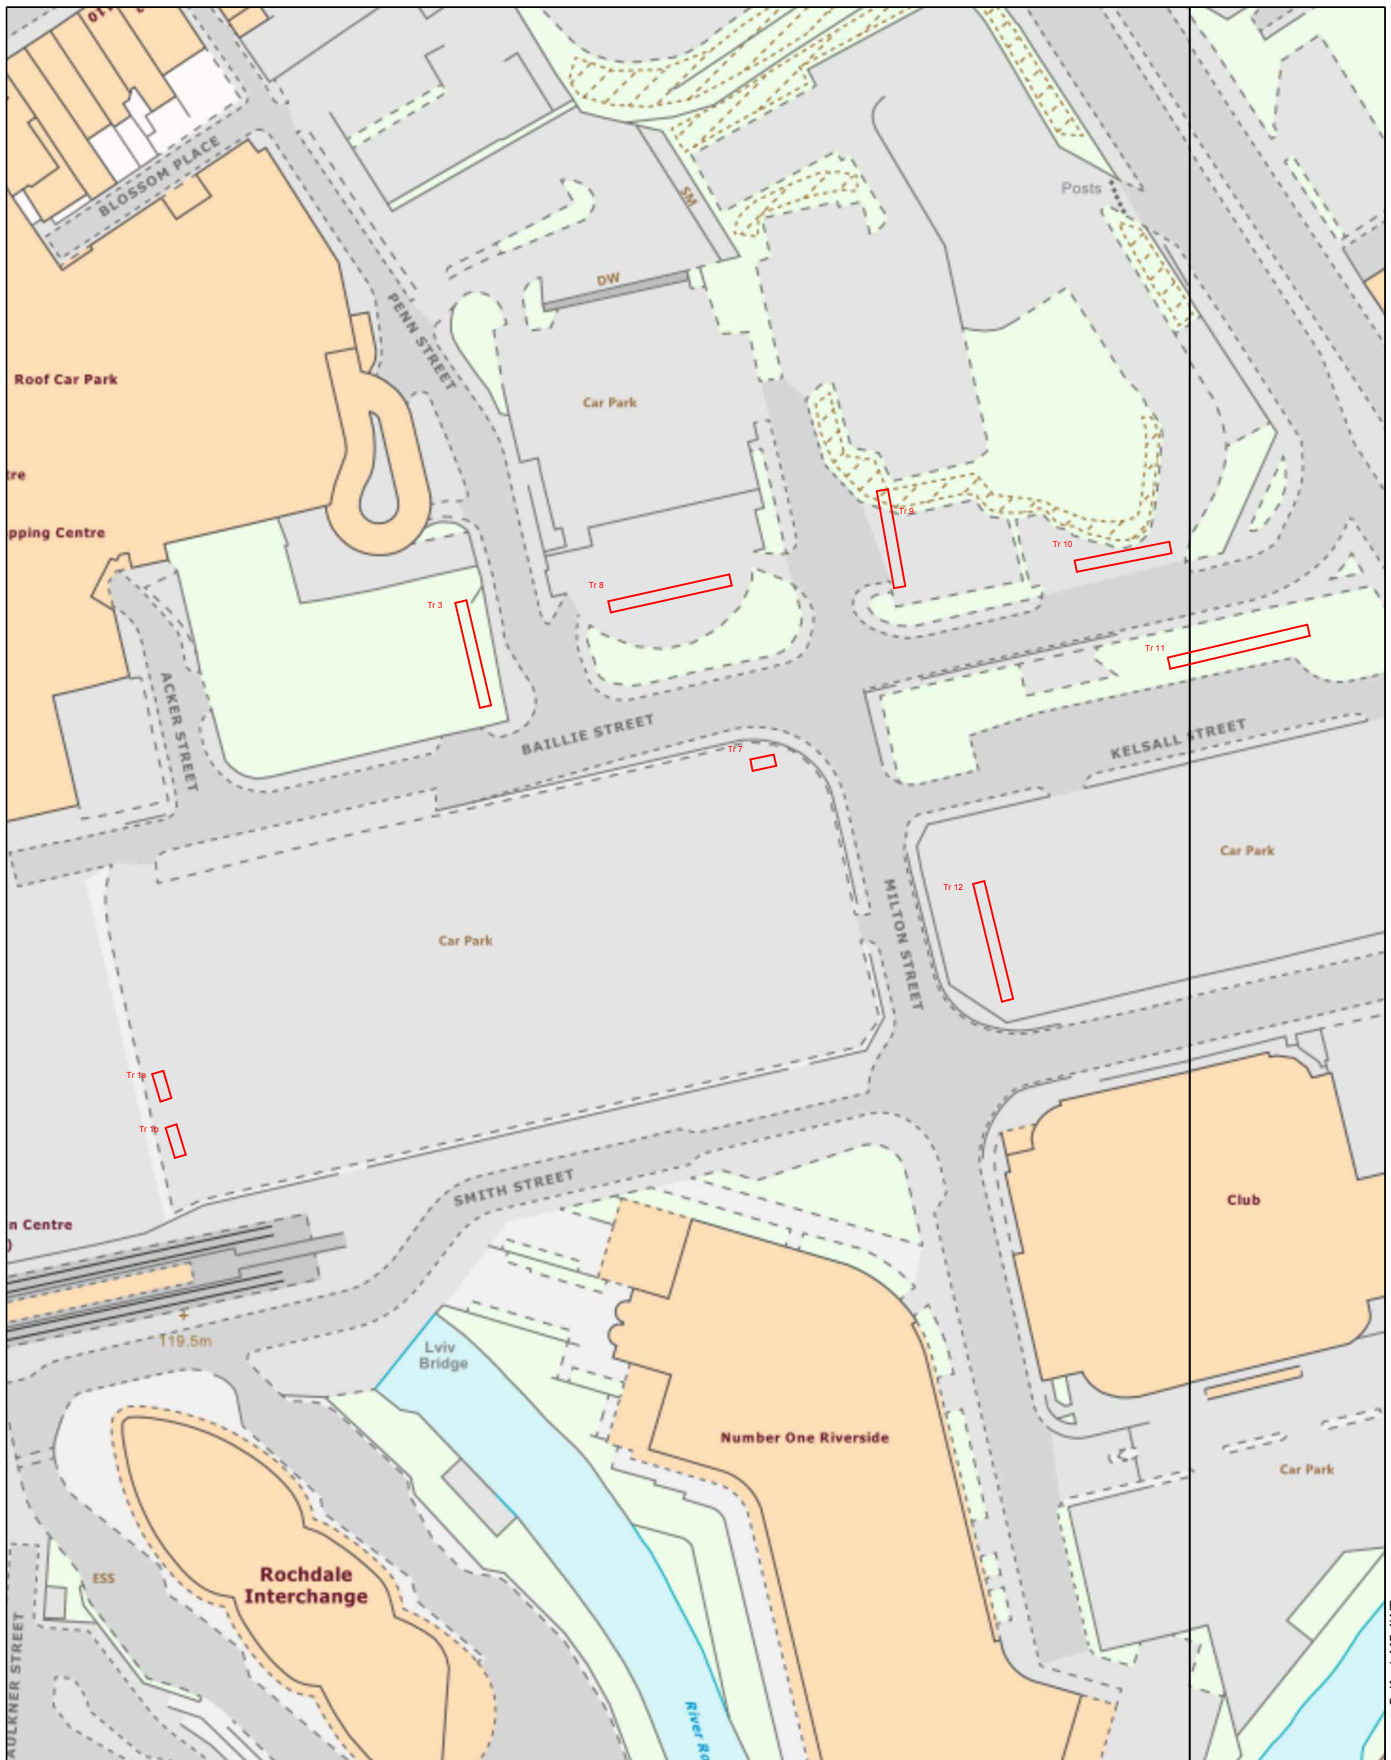 BLOSSOM PLACE
SM
Posts
DW
PENN STREET
Roof Car Park
Car Park
tre
pping Centre
Tr 9
Tr 10
Tr 8
Tr 3
Tr 11
ACKER STREET
BAILLIE STREET
KELSALL STREET
Tr 7
Car Park
Tr 12
MILTON STREET
Car Park
Tr 1a
Tr 1b
SMITH STREET
n Centre
)
Club
119.5m
Lviv
Bridge
Number One Riverside
Car Park
ESS
Rochdale
Interchange
AULKNER STREET
River Ro